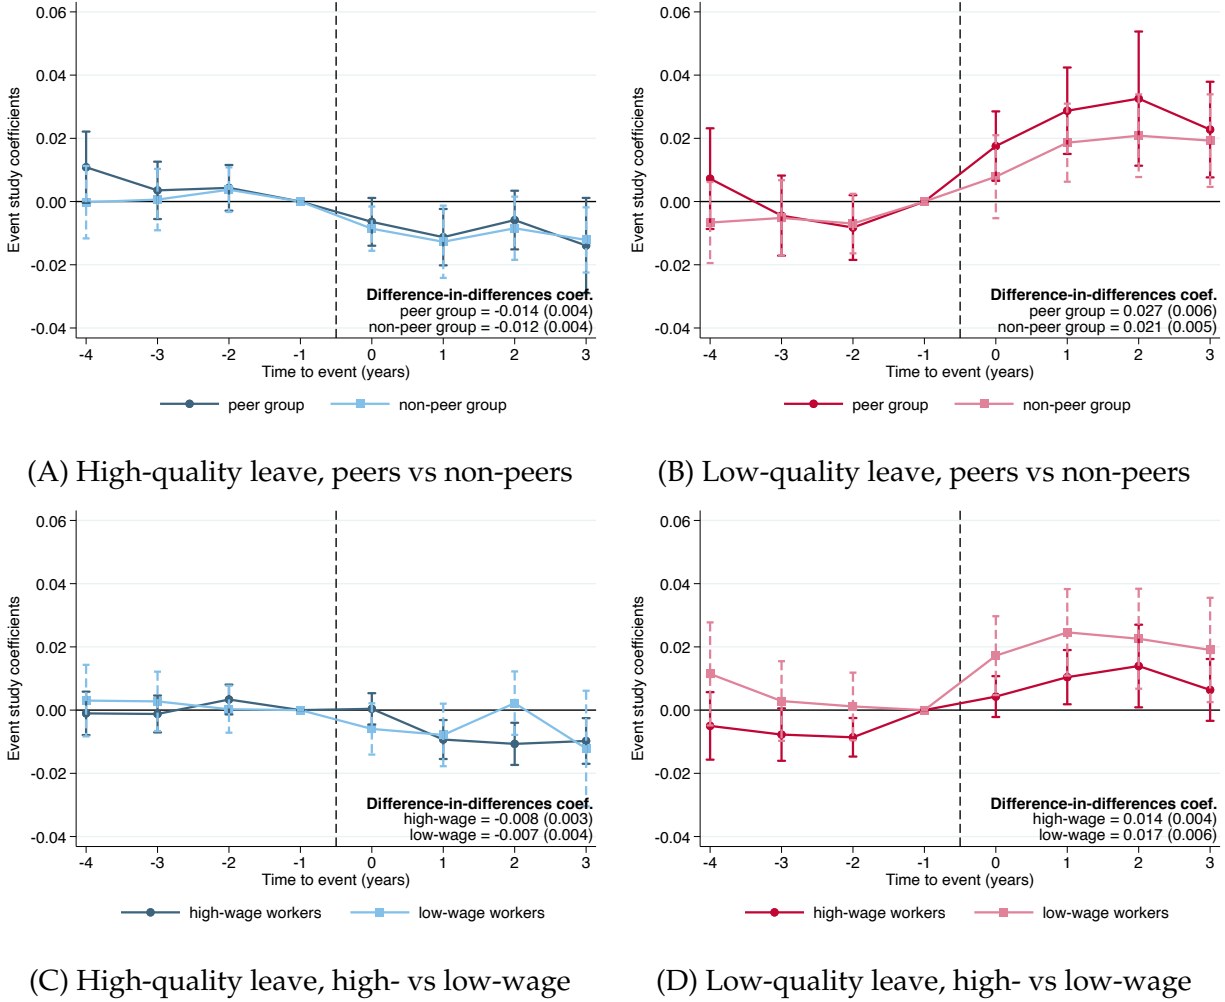 0.06
0.04
0.02
0.00
-0.02
-0.04
Event study coefficients
Difference-in-differences coef.
peer group = -0.014 (0.004)
non-peer group = -0.012 (0.004)
-4 -3 -2 -1 0 1 2 3
Time to event (years)
peer group non-peer group
(A) High-quality leave, peers vs non-peers
0.06
0.04
0.02
0.00
-0.02
-0.04
Event study coefficients
Difference-in-differences coef.
peer group = 0.027 (0.006)
non-peer group = 0.021 (0.005)
-4 -3 -2 -1 0 1 2 3
Time to event (years)
peer group non-peer group
(B) Low-quality leave, peers vs non-peers
0.06
0.04
0.02
0.00
-0.02
-0.04
Event study coefficients
Difference-in-differences coef.
high-wage = -0.008 (0.003)
low-wage = -0.007 (0.004)
-4 -3 -2 -1 0 1 2 3
Time to event (years)
high-wage workers low-wage workers
(C) High-quality leave, high- vs low-wage
0.06
0.04
0.02
0.00
-0.02
-0.04
Event study coefficients
Difference-in-differences coef.
high-wage = 0.014 (0.004)
low-wage = 0.017 (0.006)
-4 -3 -2 -1 0 1 2 3
Time to event (years)
high-wage workers low-wage workers
(D) Low-quality leave, high- vs low-wage